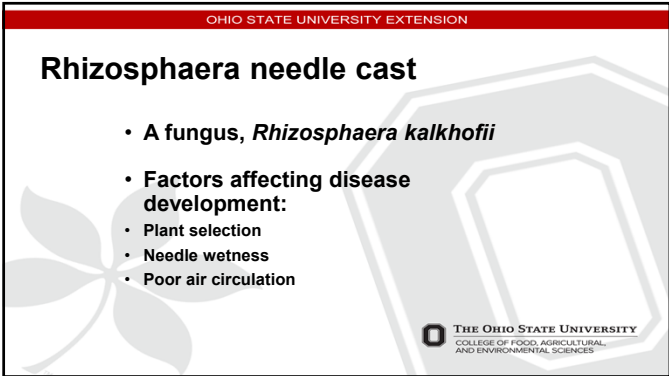 OHIO STATE UNIVERSITY EXTENSION
Rhizosphaera needle cast
• A fungus, Rhizosphaera kalkhofii
• Factors affecting disease
development:
• Plant selection
• Needle wetness
• Poor air circulation
THE OHIO STATE UNIVERSITY
COLLEGE OF FOOD, AGRICULTURAL,
AND ENVIRONMENTAL SCIENCES